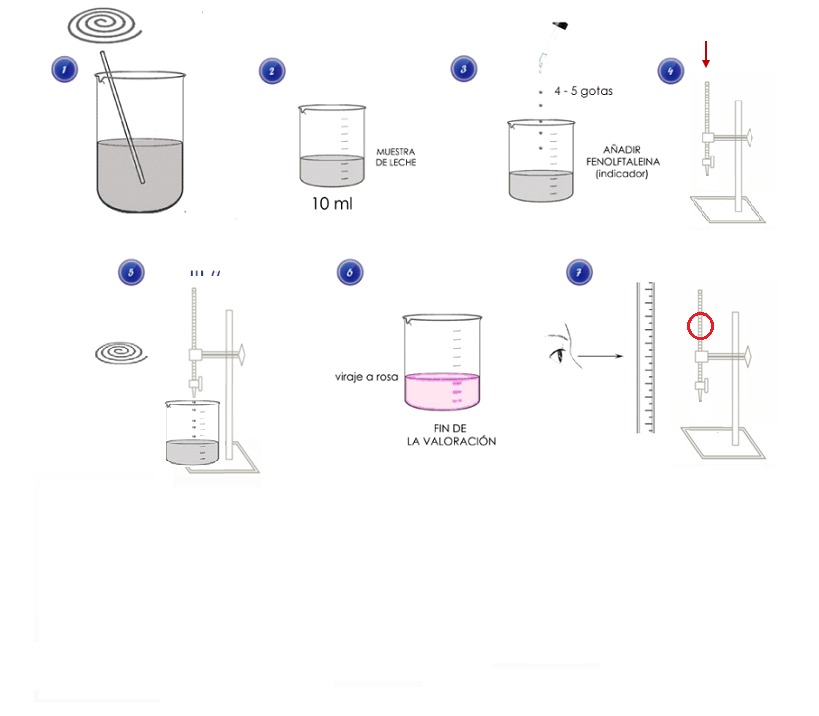 1
2
3
4
MUESTRA
DE LECHE
10 ml
4 - 5 gotas
AÑADIR
FENOLFTALEINA
(indicador)
5
6
7
viraje a rosa
FIN DE
LA VALORACIÓN